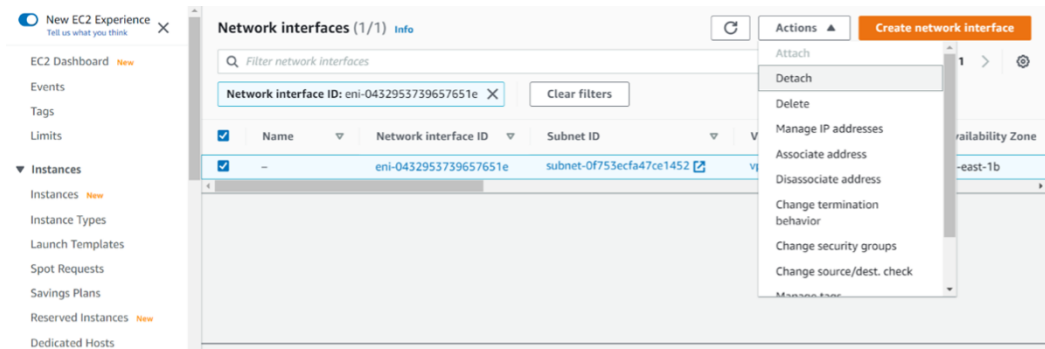 New EC2 Experience
Tell us what you think
EC2 Dashboard New
Events
Tags
Limits
Instances
Instances New
Instance Types
Launch Templates
Spot Requests
Savings Plans
Reserved Instances New
Dedicated Hosts
Network interfaces (1/1) Info
Actions
Create network interface
Filter network interfaces
1
Network interface ID: eni-0432953739657651e
Clear filters
Name Network interface ID Subnet ID V vailability Zone
– eni-0432953739657651e subnet-0f753ecfa47ce1452 vp -east-1b
Attach
Detach
Delete
Manage IP addresses
Associate address
Disassociate address
Change termination
behavior
Change security groups
Change source/dest. check
Manage tags